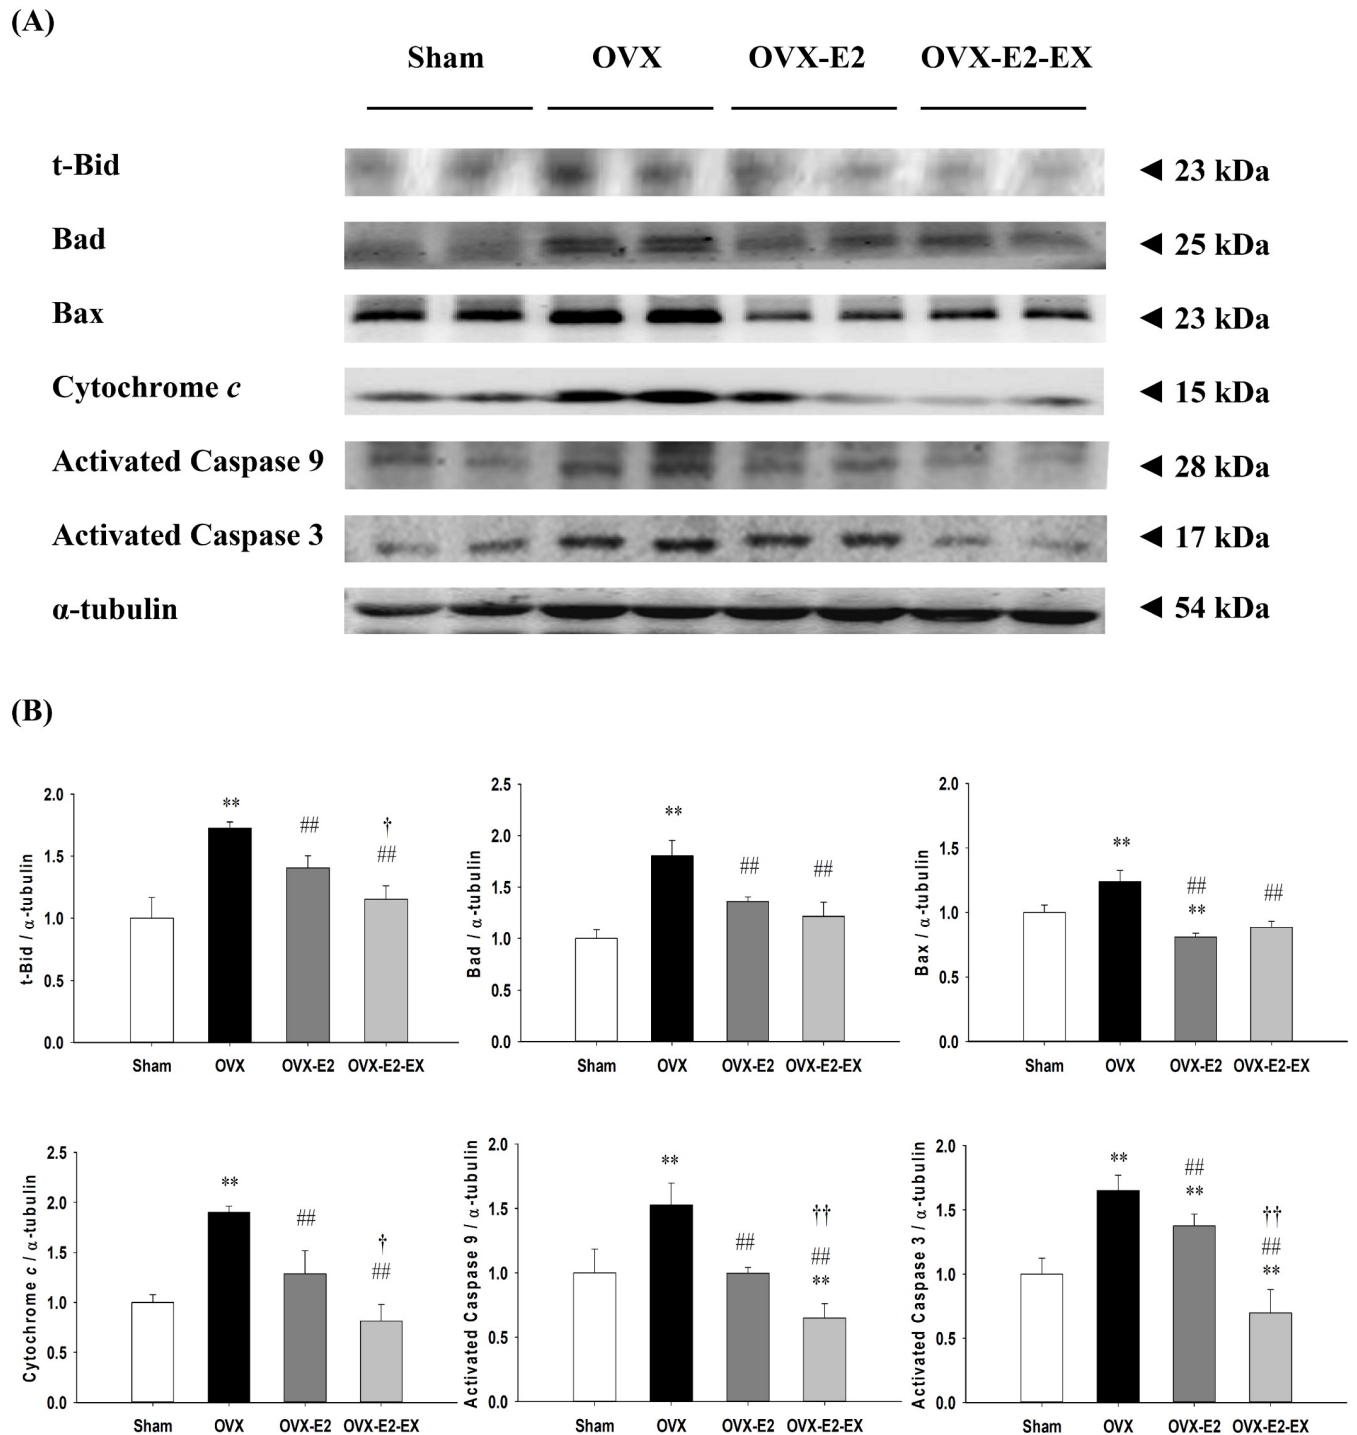 (A)
Sham OVX OVX-E2 OVX-E2-EX
t-Bid ◄ 23 kDa
Bad ◄ 25 kDa
Bax ◄ 23 kDa
Cytochrome c ◄ 15 kDa
Activated Caspase 9 ◄ 28 kDa
Activated Caspase 3 ◄ 17 kDa
α-tubulin ◄ 54 kDa
(B)
t-Bid / α-tubulin
2.0
1.5
1.0
0.5
0.0
**
##
†
##
Sham OVX OVX-E2 OVX-E2-EX
Bad / α-tubulin
2.5
2.0
1.5
1.0
0.5
0.0
**
##
##
Sham OVX OVX-E2 OVX-E2-EX
Bax / α-tubulin
2.0
1.5
1.0
0.5
0.0
**
##
**
##
Sham OVX OVX-E2 OVX-E2-EX
Cytochrome c / α-tubulin
2.5
2.0
1.5
1.0
0.5
0.0
**
##
†
##
Sham OVX OVX-E2 OVX-E2-EX
Activated Caspase 9 / α-tubulin
2.0
1.5
1.0
0.5
0.0
**
##
††
##
**
Sham OVX OVX-E2 OVX-E2-EX
Activated Caspase 3 / α-tubulin
2.0
1.5
1.0
0.5
0.0
**
##
**
††
##
**
Sham OVX OVX-E2 OVX-E2-EX